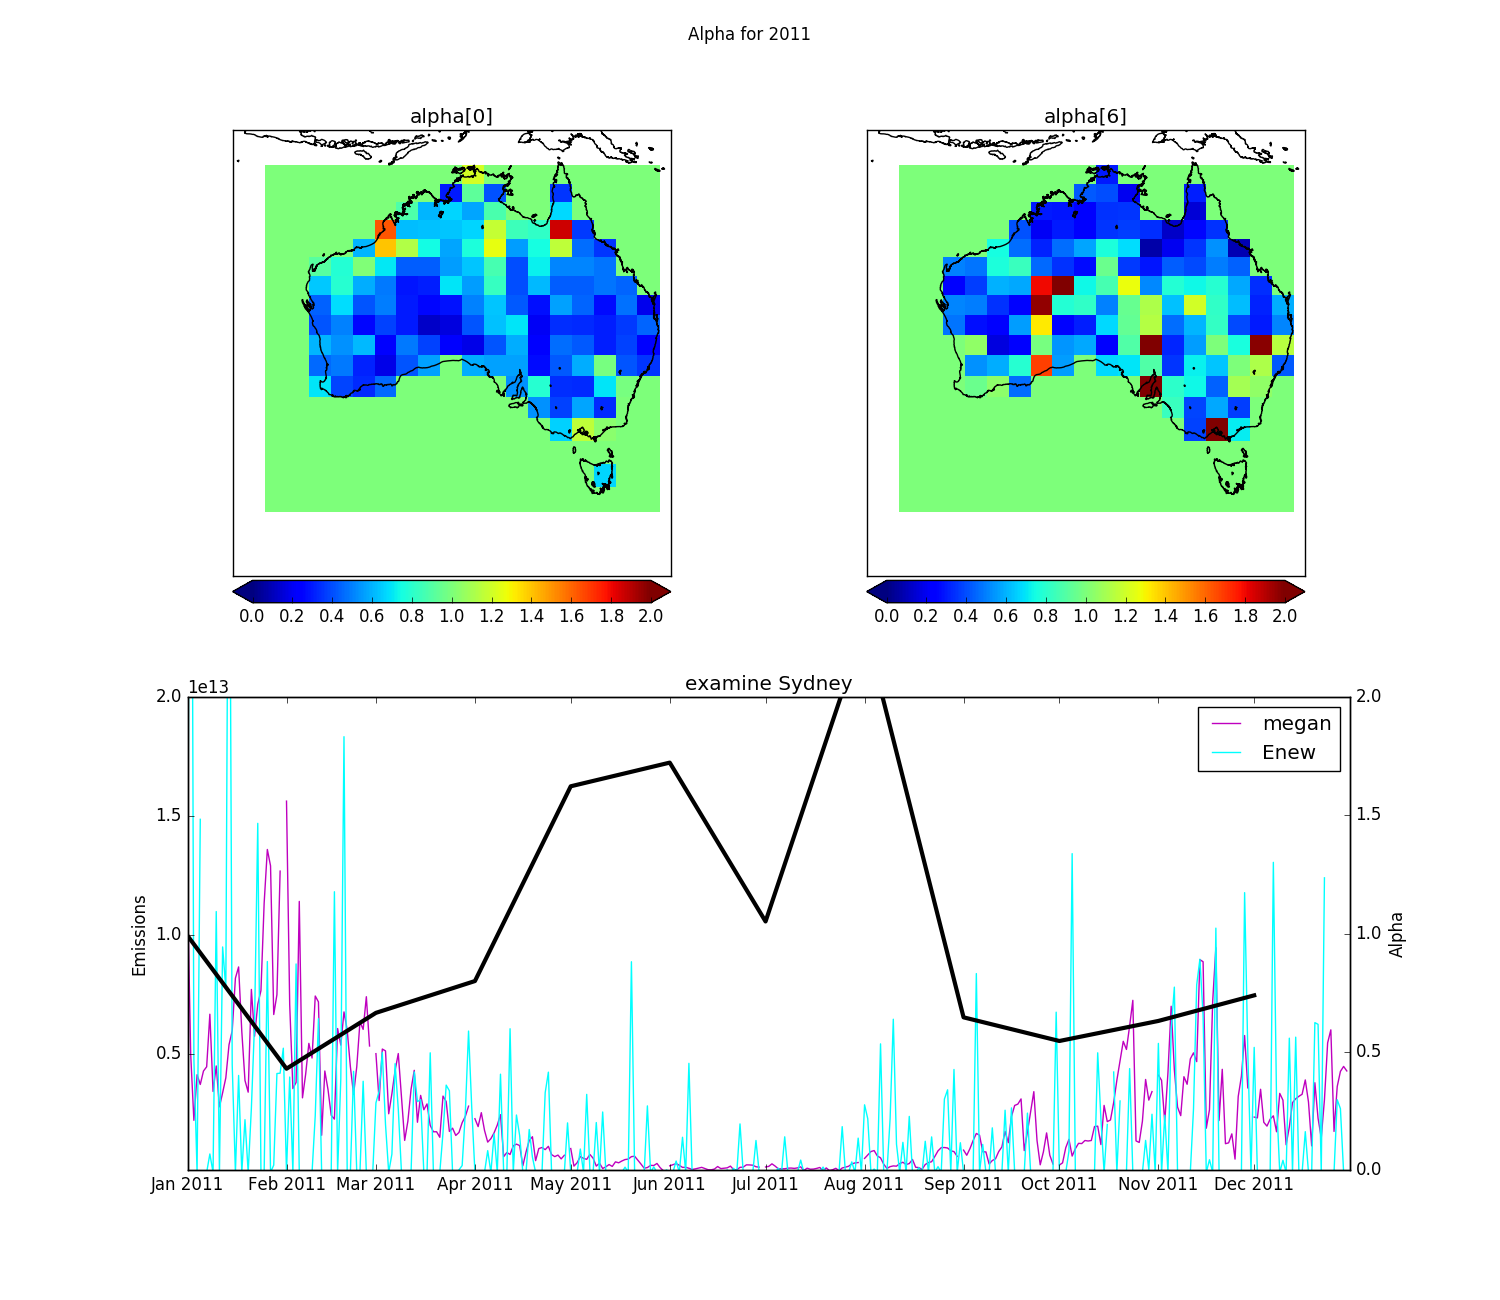 Alpha for 2011
alpha[0]
alpha[6]
0.0 0.2 0.4 0.6 0.8 1.0 1.2 1.4 1.6 1.8 2.0
0.0 0.2 0.4 0.6 0.8 1.0 1.2 1.4 1.6 1.8 2.0
examine Sydney
1e13
2.0
1.5
1.0
0.5
Emissions
megan
Enew
2.0
1.5
1.0
0.5
0.0
Alpha
Jan 2011 Feb 2011 Mar 2011 Apr 2011 May 2011 Jun 2011 Jul 2011 Aug 2011 Sep 2011 Oct 2011 Nov 2011 Dec 2011